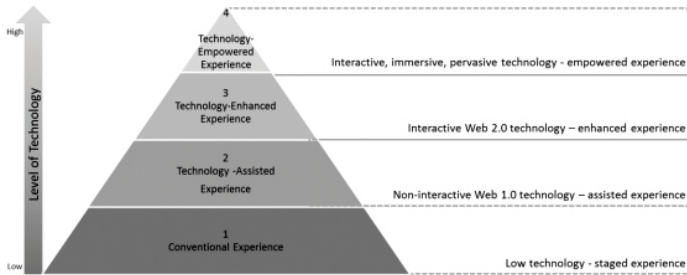 High
Level of Technology
Low
4
Technology-
Empowered
Experience
Interactive, immersive, pervasive technology - empowered experience
3
Technology-Enhanced
Experience
Interactive Web 2.0 technology – enhanced experience
2
Technology -Assisted
Experience
Non-interactive Web 1.0 technology – assisted experience
1
Conventional Experience
Low technology - staged experience